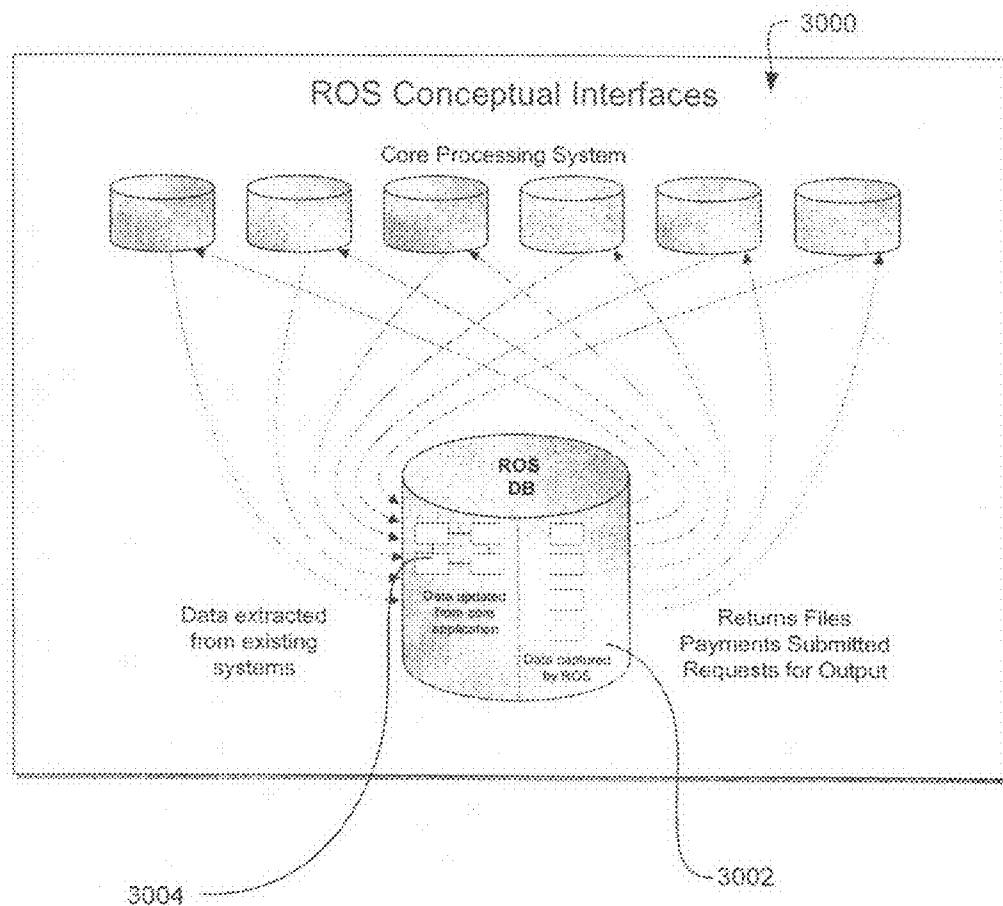 3000
ROS Conceptual Interfaces
Core Processing System
ROS
DB
Data updated
from core
application
Data captured
by ROS
Data extracted
from existing
systems
Returns Files
Payments Submitted
Requests for Output
3004
3002